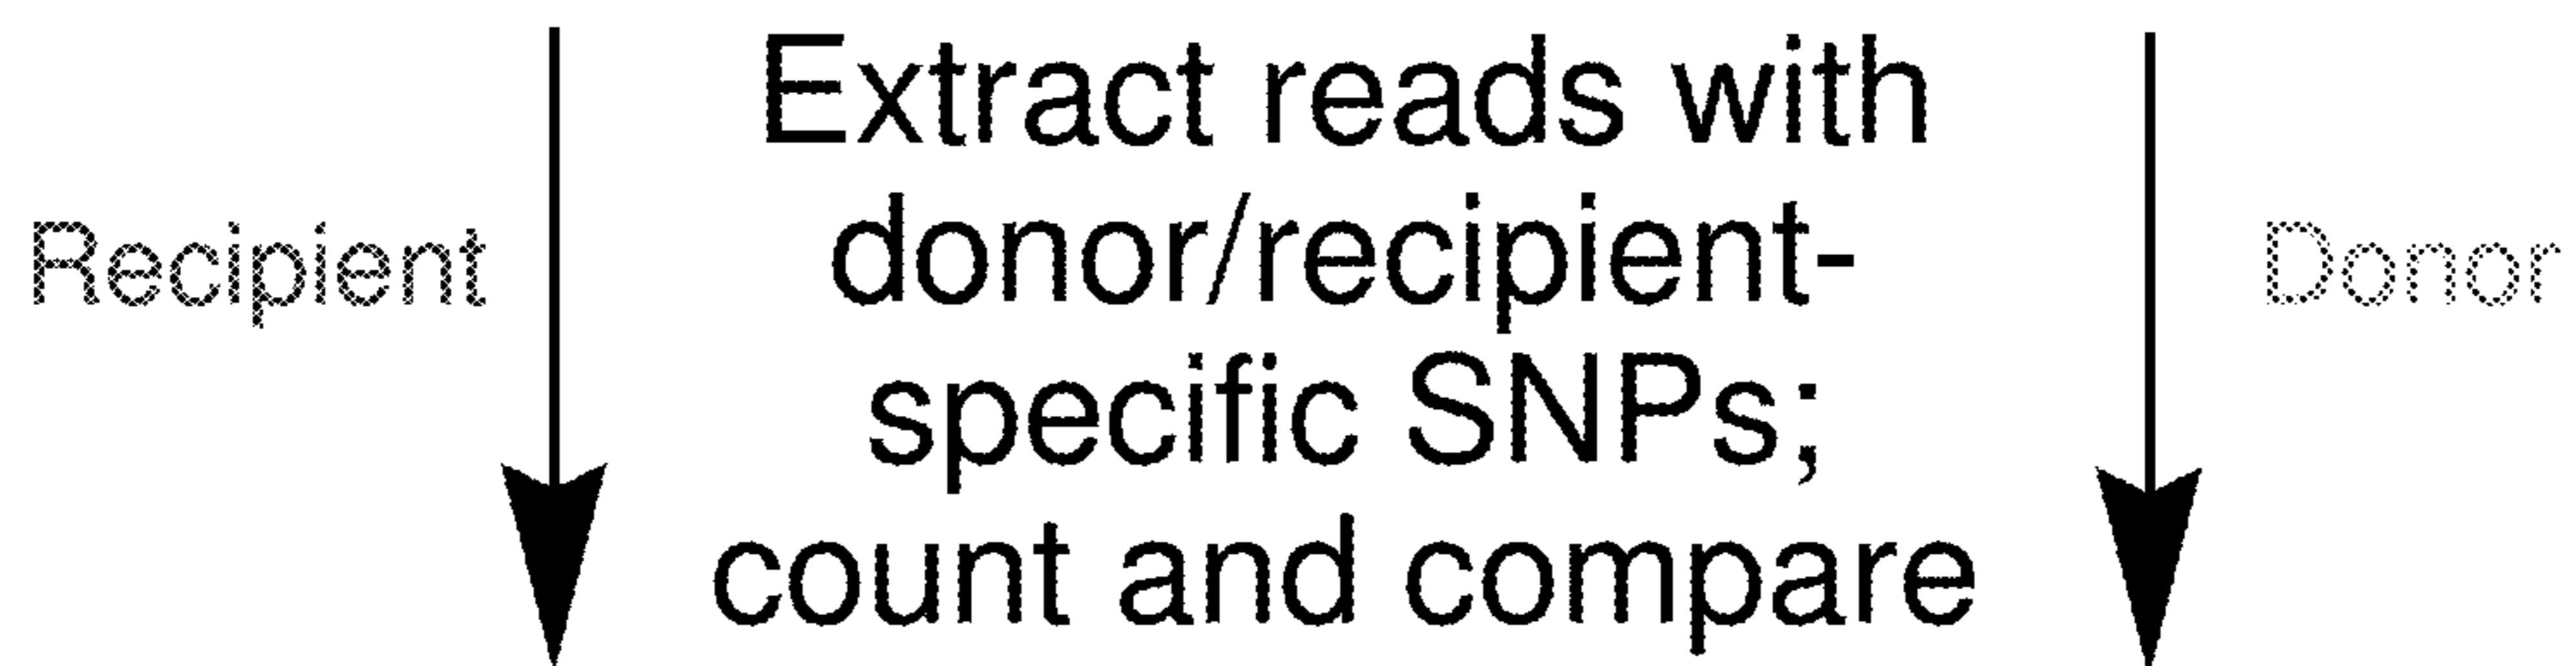 Extract reads with
donor/recipient-
specific SNPs;
count and compare
Recipient
Donor